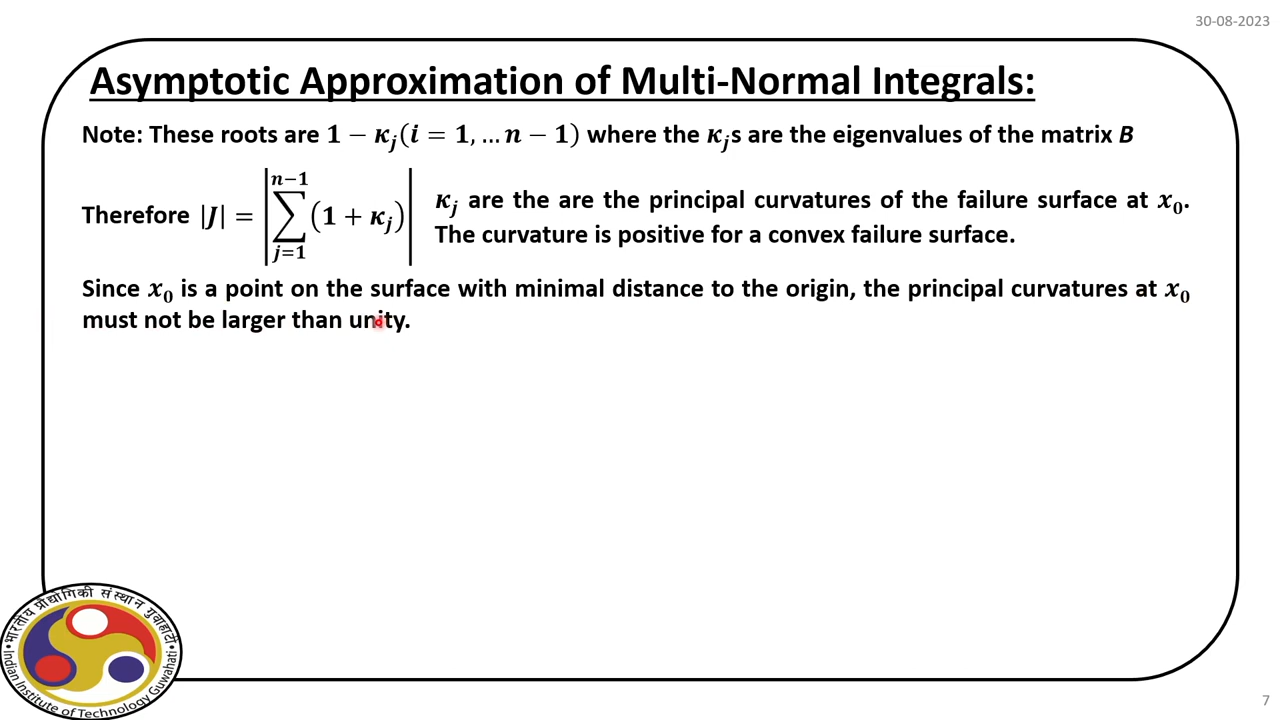 30-08-2023
Asymptotic Approximation of Multi-Normal Integrals:
Note: These roots are 1 − κⱼ(i = 1, … n − 1) where the κⱼs are the eigenvalues of the matrix B
Therefore |J| = |∑ⱼ₌₁ⁿ⁻¹(1 + κⱼ)|
κⱼ are the are the principal curvatures of the failure surface at x₀.
The curvature is positive for a convex failure surface.
Since x₀ is a point on the surface with minimal distance to the origin, the principal curvatures at x₀
must not be larger than unity.
भारतीय प्रौद्योगिकी संस्थान गुवाहाटी
Indian Institute of Technology Guwahati
7